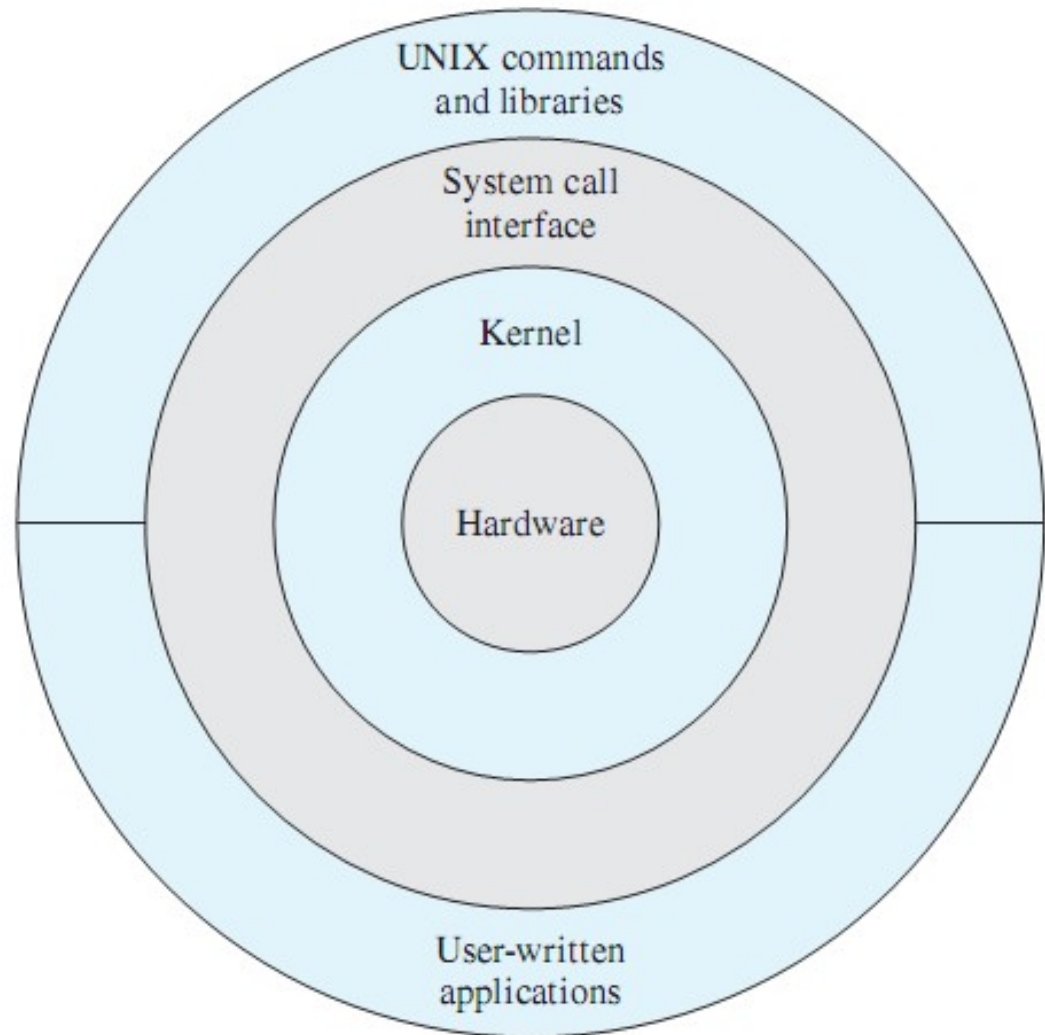 UNIX commands
and libraries
System call
interface
Kernel
Hardware
User-written
applications